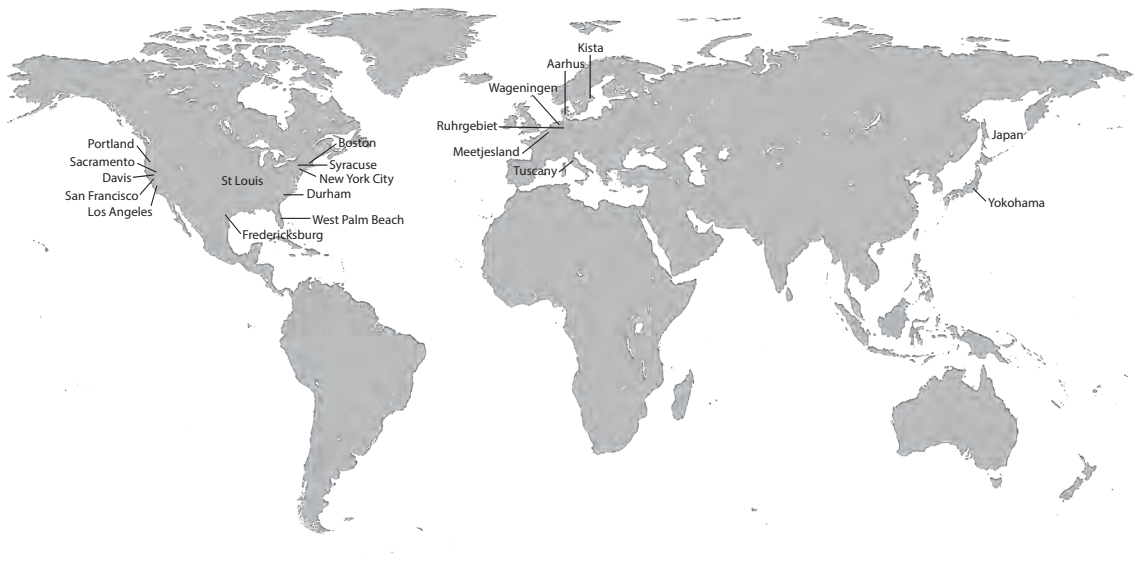 Kista
Aarhus
Wageningen
Ruhrgebiet
Meetjesland
Tuscany
Portland
Sacramento
Davis
San Francisco
Los Angeles
St Louis
Boston
Syracuse
New York City
Durham
West Palm Beach
Fredericksburg
Japan
Yokohama